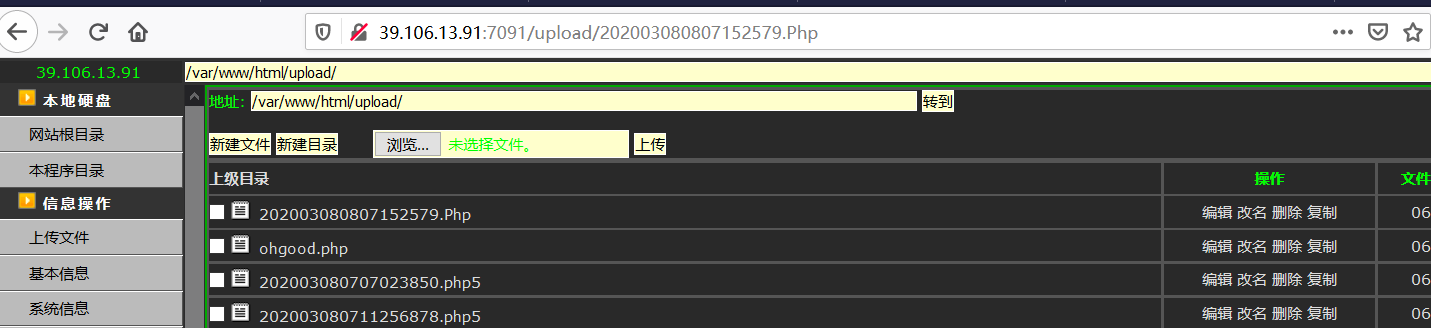 39.106.13.91:7091/upload/202003080807152579.Php
39.106.13.91 /var/www/html/upload/
本地硬盘
网站根目录
本程序目录
信息操作
上传文件
基本信息
系统信息
地址: /var/www/html/upload/ 转到
新建文件 新建目录 浏览... 未选择文件。 上传
上级目录 操作 文件
202003080807152579.Php 编辑 改名 删除 复制 06
ohgood.php 编辑 改名 删除 复制 06
202003080707023850.php5 编辑 改名 删除 复制 06
202003080711256878.php5 编辑 改名 删除 复制 06